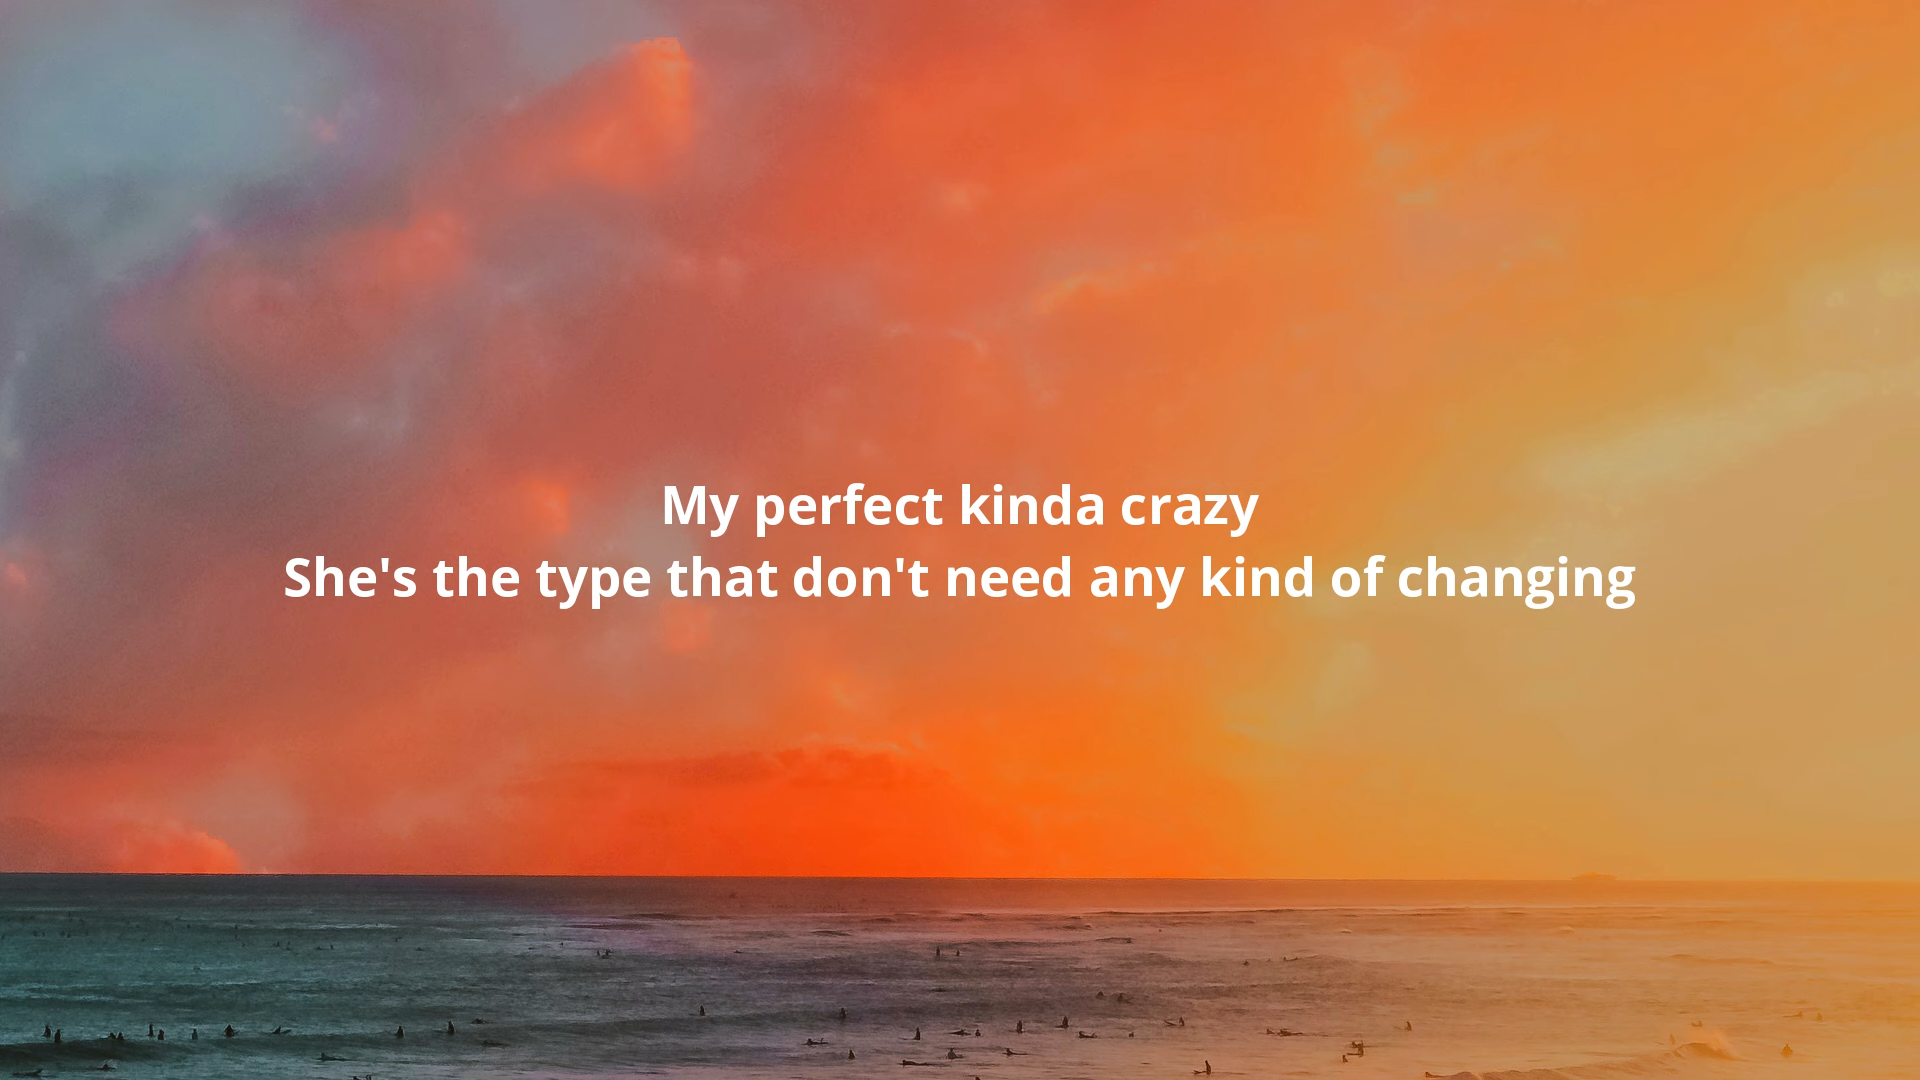 My perfect kinda crazy
She's the type that don't need any kind of changing